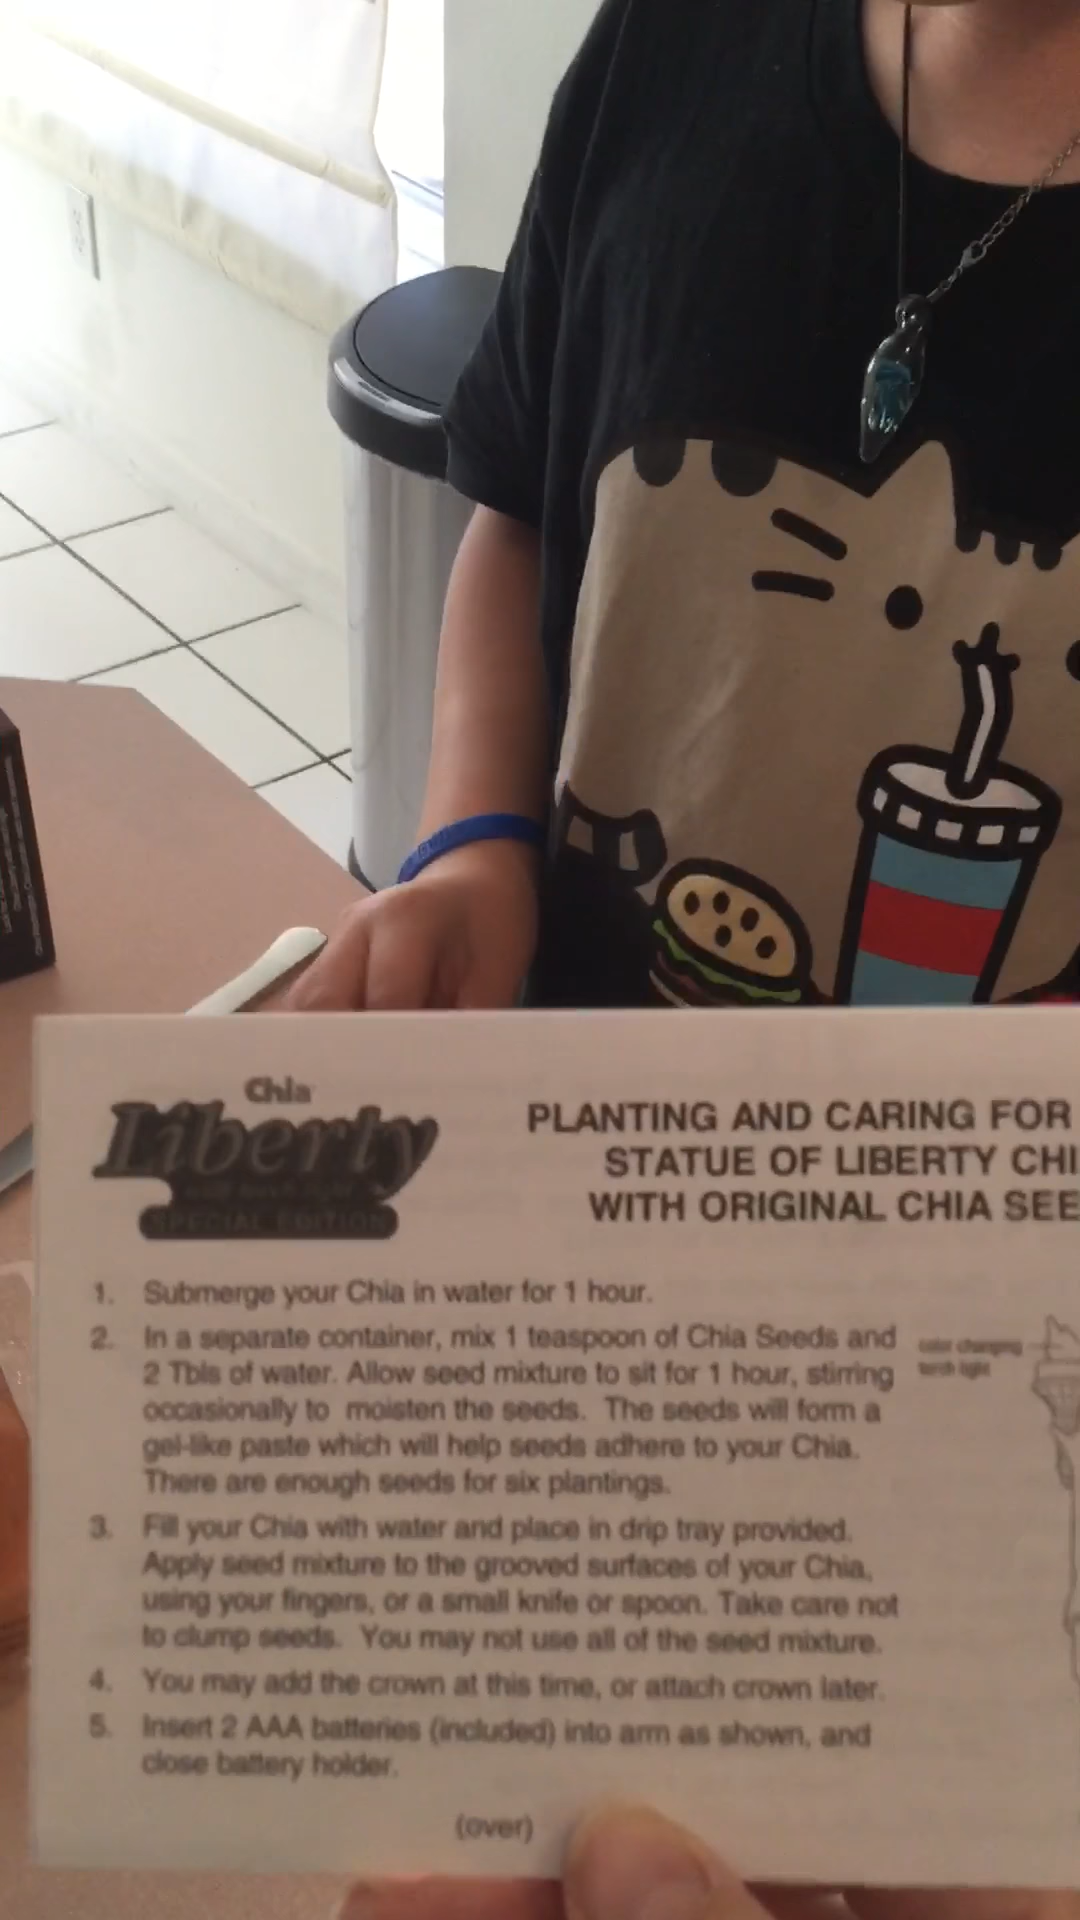 Chia
Liberty
SPECIAL EDITION
PLANTING AND CARING FOR
STATUE OF LIBERTY CHI
WITH ORIGINAL CHIA SEE
1. Submerge your Chia in water for 1 hour.
2. In a separate container, mix 1 teaspoon of Chia Seeds and
2 Tbls of water. Allow seed mixture to sit for 1 hour, stirring
occasionally to moisten the seeds. The seeds will form a
gel-like paste which will help seeds adhere to your Chia.
There are enough seeds for six plantings.
3. Fill your Chia with water and place in drip tray provided.
Apply seed mixture to the grooved surfaces of your Chia,
using your fingers, or a small knife or spoon. Take care not
to clump seeds. You may not use all of the seed mixture.
4. You may add the crown at this time, or attach crown later.
5. Insert 2 AAA batteries (included) into arm as shown, and
close battery holder.
(over)
color changing
torch light